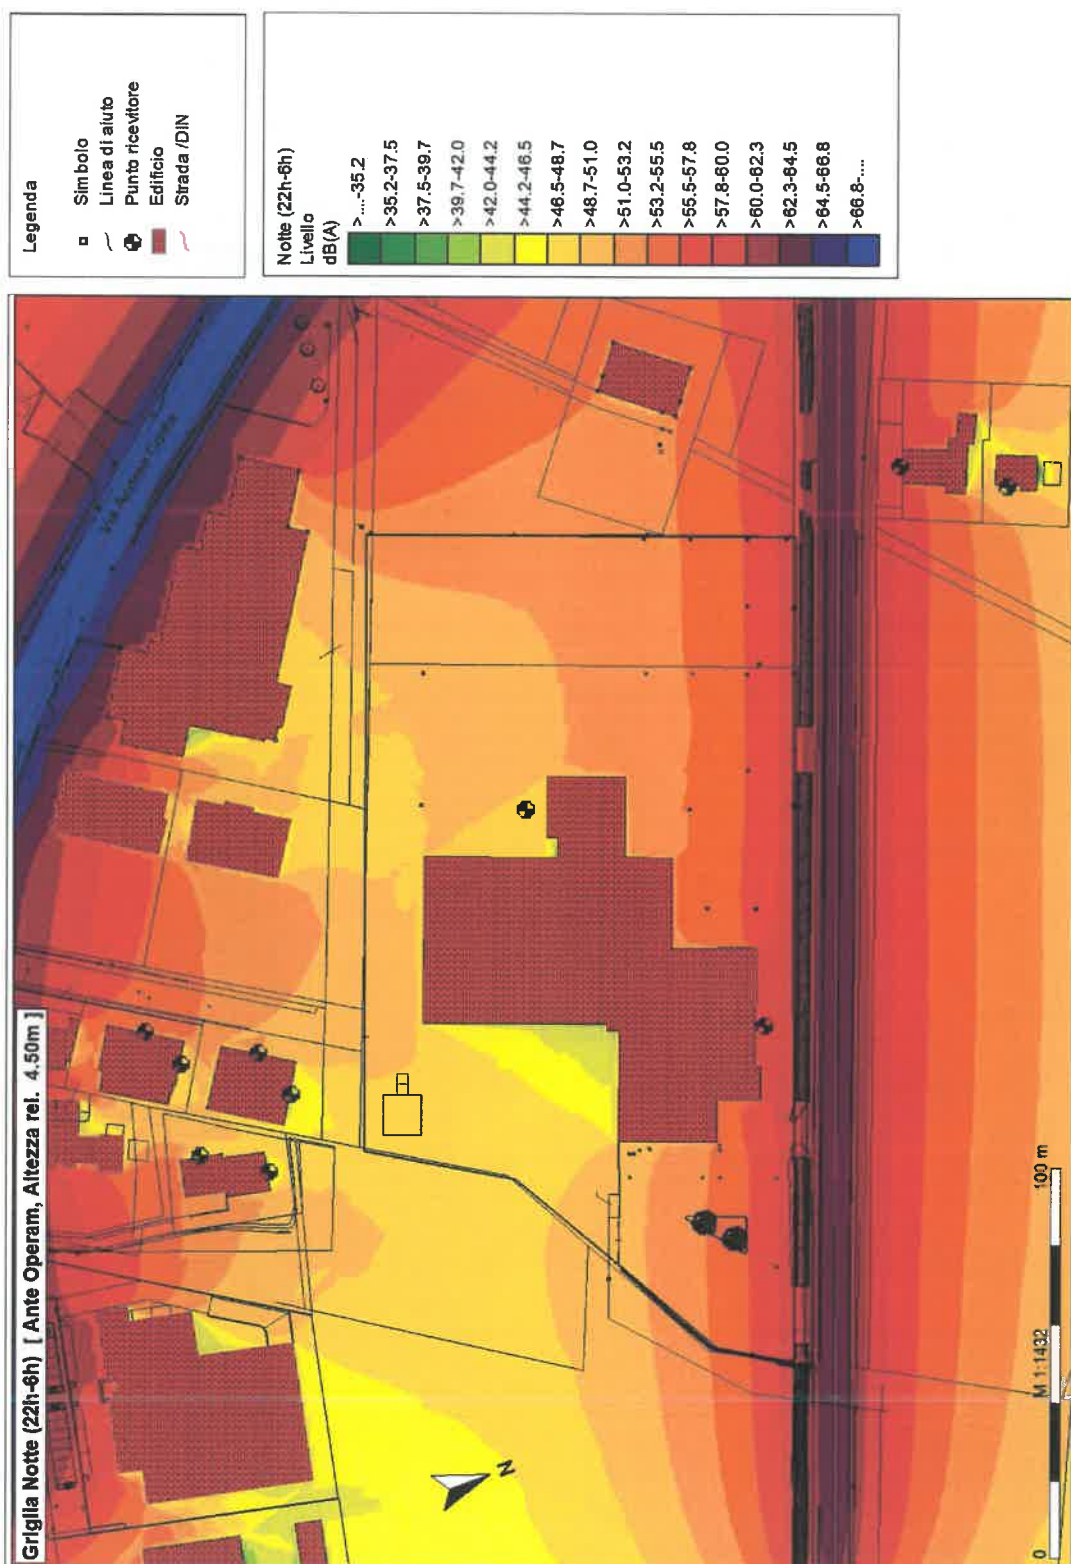 Griglia Notte (22h-6h) [ Ante Operam, Altezza rel. 4.50m ]
Legenda
Simbolo
Linea di aiuto
Punto ricevitore
Edificio
Strada /DIN
Notte (22h-6h)
Livello
dB(A)
>....-35.2
>35.2-37.5
>37.5-39.7
>39.7-42.0
>42.0-44.2
>44.2-46.5
>46.5-48.7
>48.7-51.0
>51.0-53.2
>53.2-55.5
>55.5-57.8
>57.8-60.0
>60.0-62.3
>62.3-64.5
>64.5-66.8
>66.8-....
Via
Costa
N
M 1:1432
0
100 m